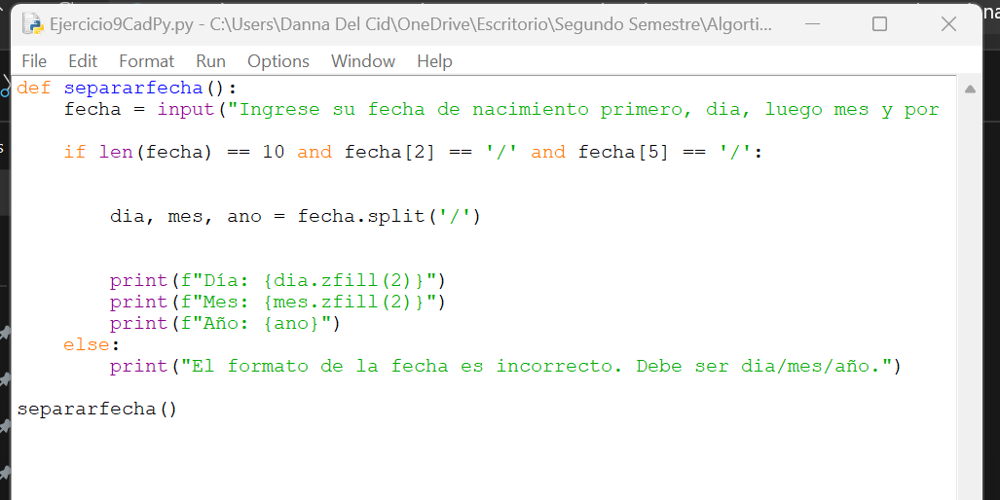 Ejercicio9CadPy.py - C:\Users\Danna Del Cid\OneDrive\Escritorio\Segundo Semestre\Algorti...
File Edit Format Run Options Window Help
def separarfecha():
    fecha = input("Ingrese su fecha de nacimiento primero, dia, luego mes y por
    if len(fecha) == 10 and fecha[2] == '/' and fecha[5] == '/':
        dia, mes, ano = fecha.split('/')
        print(f"Día: {dia.zfill(2)}")
        print(f"Mes: {mes.zfill(2)}")
        print(f"Año: {ano}")
    else:
        print("El formato de la fecha es incorrecto. Debe ser dia/mes/año.")
separarfecha()